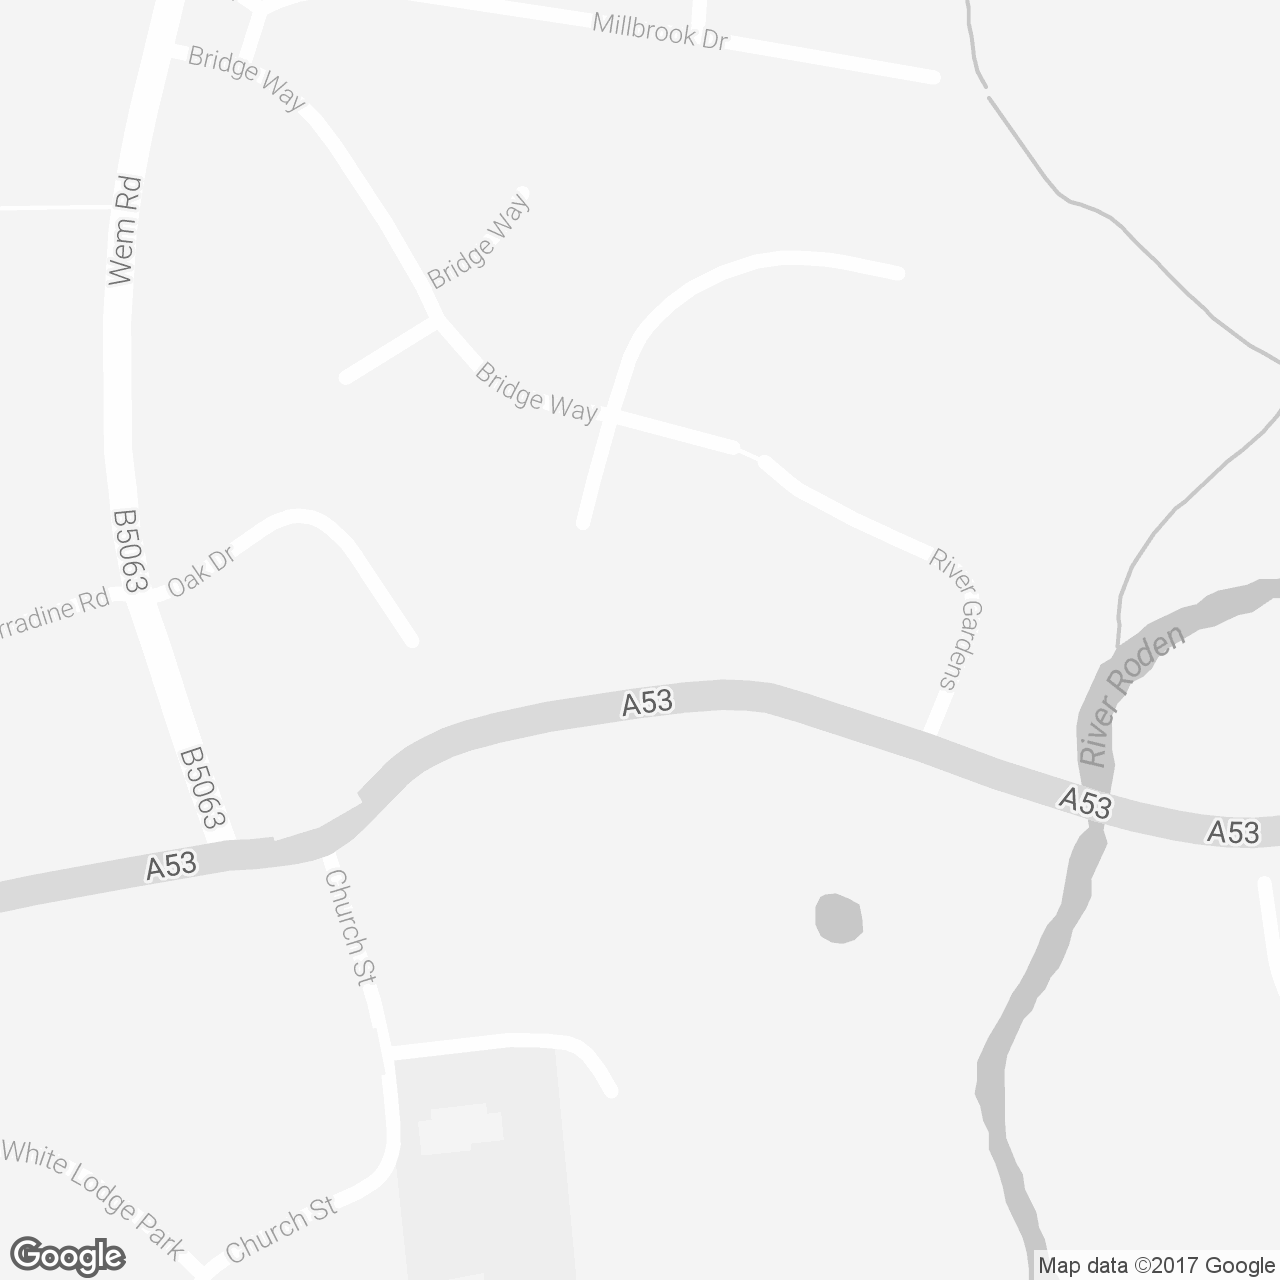 Millbrook Dr
Bridge Way
Wem Rd
Bridge Way
Bridge Way
B5063
Oak Dr
rradine Rd
River Gardens
River Roden
A53
B5063
A53
A53
A53
Church St
White Lodge Park
Church St
Google
Map data ©2017 Google